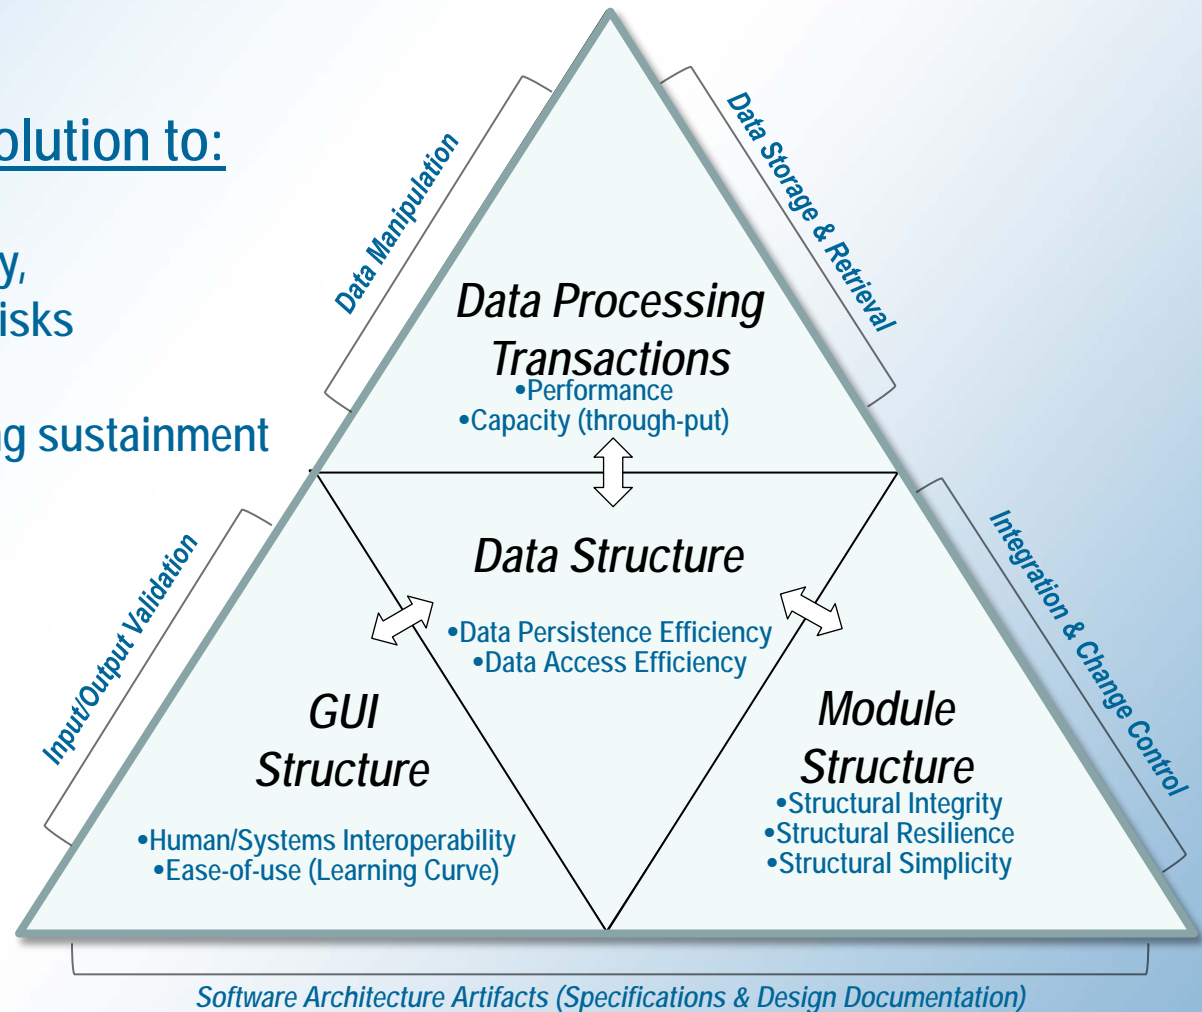 olution to:
y,
isks
ng sustainment
Data Manipulation
Data Storage & Retrieval
Data Processing
Transactions
•Performance
•Capacity (through-put)
Input/Output Validation
Integration & Change Control
Data Structure
•Data Persistence Efficiency
•Data Access Efficiency
GUI
Structure
•Human/Systems Interoperability
•Ease-of-use (Learning Curve)
Module
Structure
•Structural Integrity
•Structural Resilience
•Structural Simplicity
Software Architecture Artifacts (Specifications & Design Documentation)